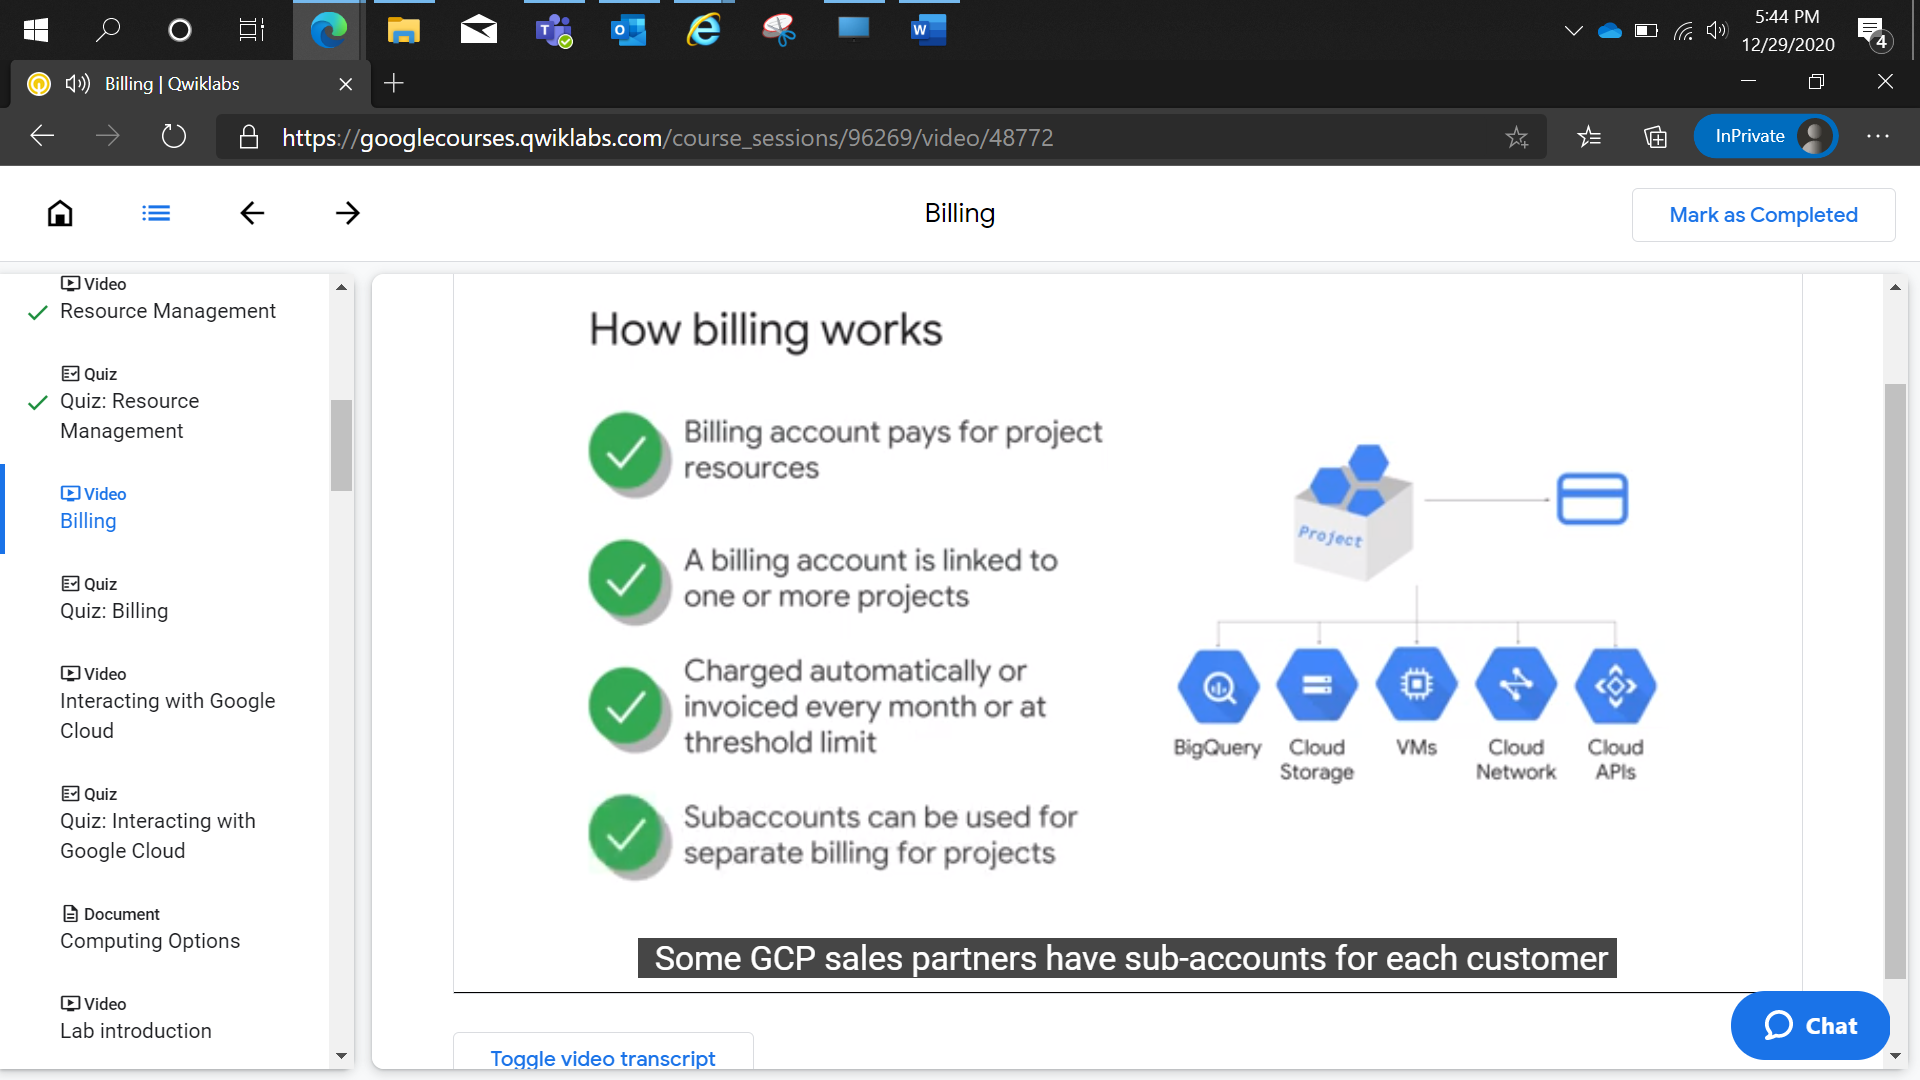 5:44 PM
12/29/2020
4
Billing | Qwiklabs
https://googlecourses.qwiklabs.com/course_sessions/96269/video/48772
InPrivate
Billing
Mark as Completed
Video
Resource Management
Quiz
Quiz: Resource
Management
Video
Billing
Quiz
Quiz: Billing
Video
Interacting with Google
Cloud
Quiz
Quiz: Interacting with
Google Cloud
Document
Computing Options
Video
Lab introduction
How billing works
Billing account pays for project
resources
A billing account is linked to
one or more projects
Charged automatically or
invoiced every month or at
threshold limit
Subaccounts can be used for
separate billing for projects
Project
BigQuery
Cloud
Storage
VMs
Cloud
Network
Cloud
APIs
Some GCP sales partners have sub-accounts for each customer
Toggle video transcript
Chat